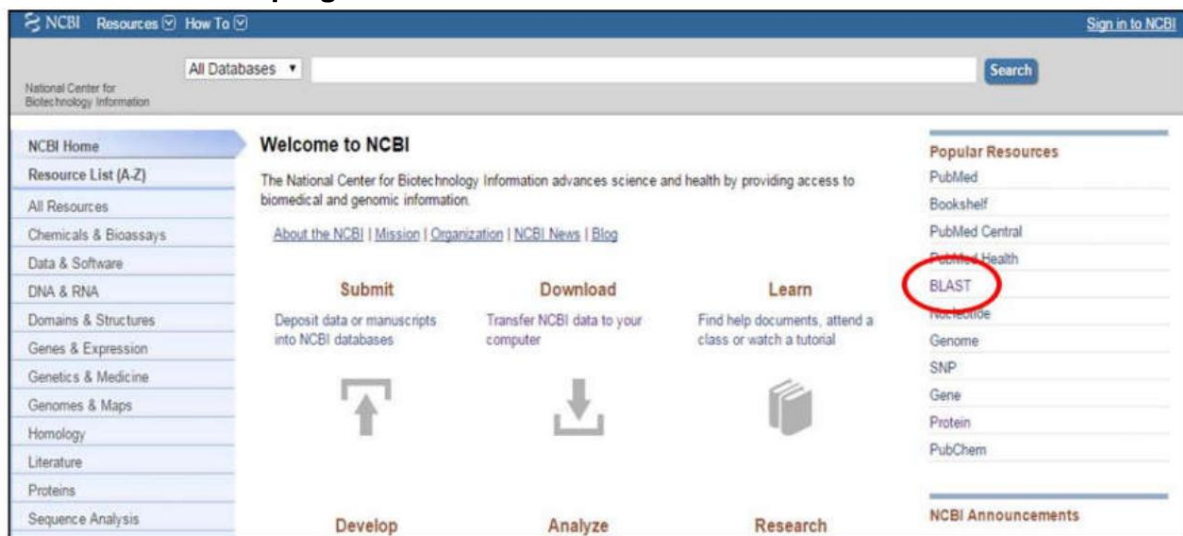 NCBI Resources How To Sign in to NCBI
National Center for
Biotechnology Information
All Databases Search
NCBI Home
Resource List (A-Z)
All Resources
Chemicals & Bioassays
Data & Software
DNA & RNA
Domains & Structures
Genes & Expression
Genetics & Medicine
Genomes & Maps
Homology
Literature
Proteins
Sequence Analysis
Welcome to NCBI
The National Center for Biotechnology Information advances science and health by providing access to
biomedical and genomic information.
About the NCBI | Mission | Organization | NCBI News | Blog
Submit
Deposit data or manuscripts
into NCBI databases
Download
Transfer NCBI data to your
computer
Learn
Find help documents, attend a
class or watch a tutorial
Develop
Analyze
Research
Popular Resources
PubMed
Bookshelf
PubMed Central
PubMed Health
BLAST
Nucleotide
Genome
SNP
Gene
Protein
PubChem
NCBI Announcements